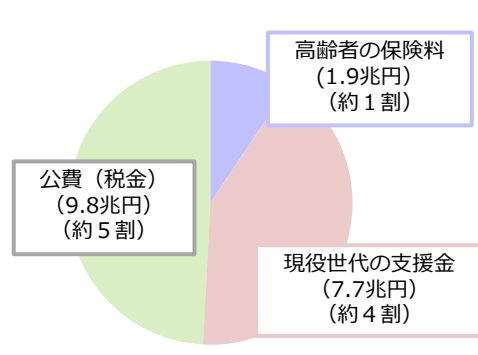 高齢者の保険料
(1.9兆円）
（約１割）
公費（税金）
（9.8兆円）
（約５割）
現役世代の支援金
（7.7兆円）
（約４割）